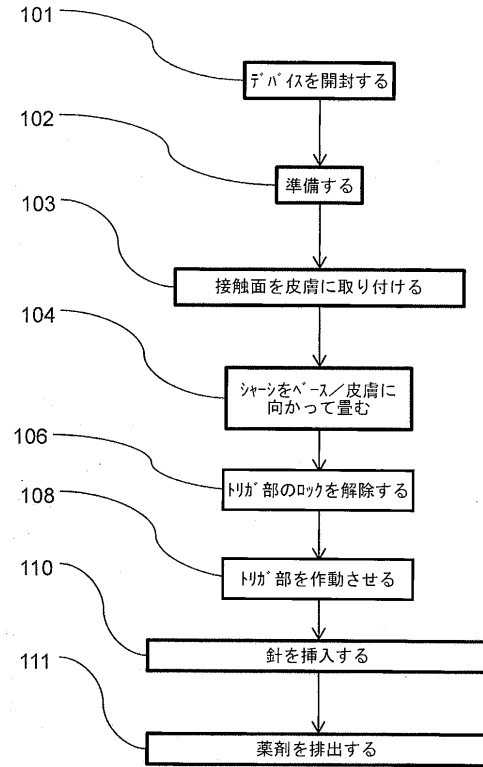 101
デバイスを開封する
102
準備する
103
接触面を皮膚に取り付ける
104
シャーシをベース/皮膚に
向かって畳む
106
トリガ部のロックを解除する
108
トリガ部を作動させる
110
針を挿入する
111
薬剤を排出する